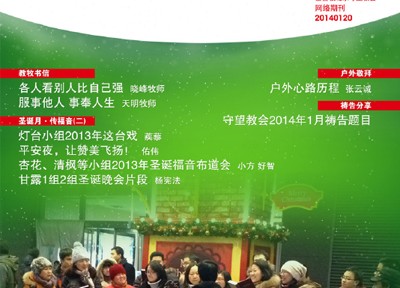 网络期刊
20140120
教牧书信
各人看别人比自己强 晓峰牧师
服事他人 事奉人生 天明牧师
圣诞月·传福音(二)
灯台小组2013年这台戏 蕪蘼
平安夜，让赞美飞扬! 佑伟
杏花、清枫等小组2013年圣诞福音布道会 小方 好智
甘露1组2组圣诞晚会片段 杨宪法
户外敬拜
户外心路历程 张云诚
祷告分享
守望教会2014年1月祷告题目